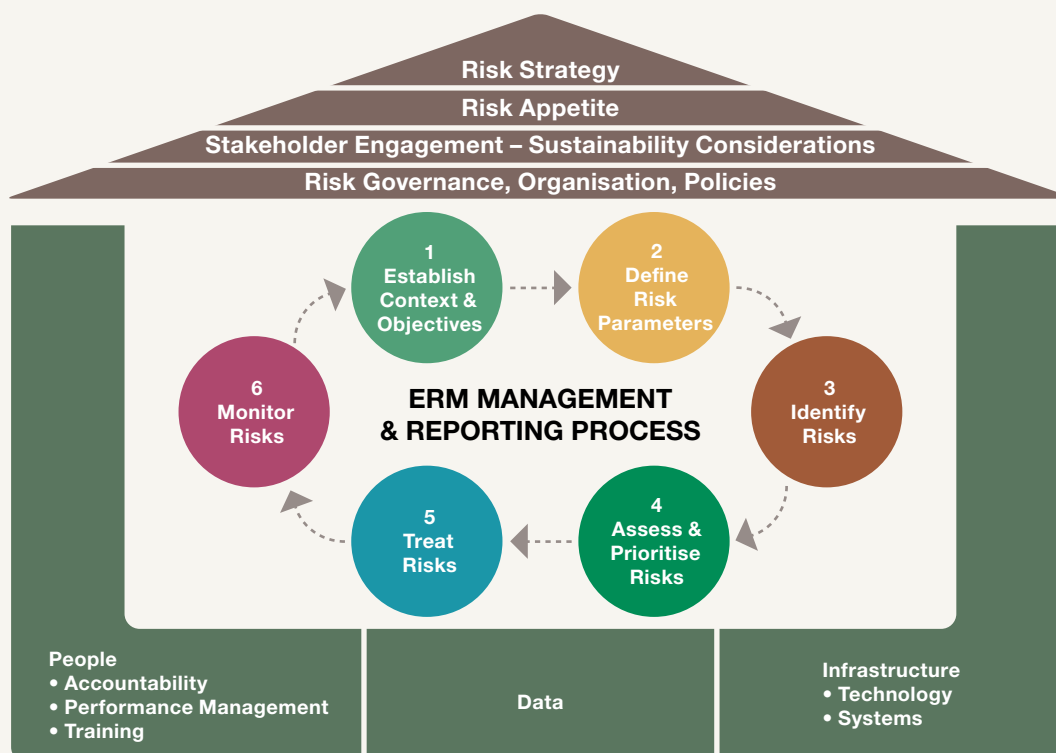 Risk Strategy
Risk Appetite
Stakeholder Engagement – Sustainability Considerations
Risk Governance, Organisation, Policies
1
Establish
Context &
Objectives
2
Define
Risk
Parameters
3
Identify
Risks
4
Assess &
Prioritise
Risks
5
Treat
Risks
6
Monitor
Risks
ERM MANAGEMENT
& REPORTING PROCESS
People
• Accountability
• Performance Management
• Training
Data
Infrastructure
• Technology
• Systems